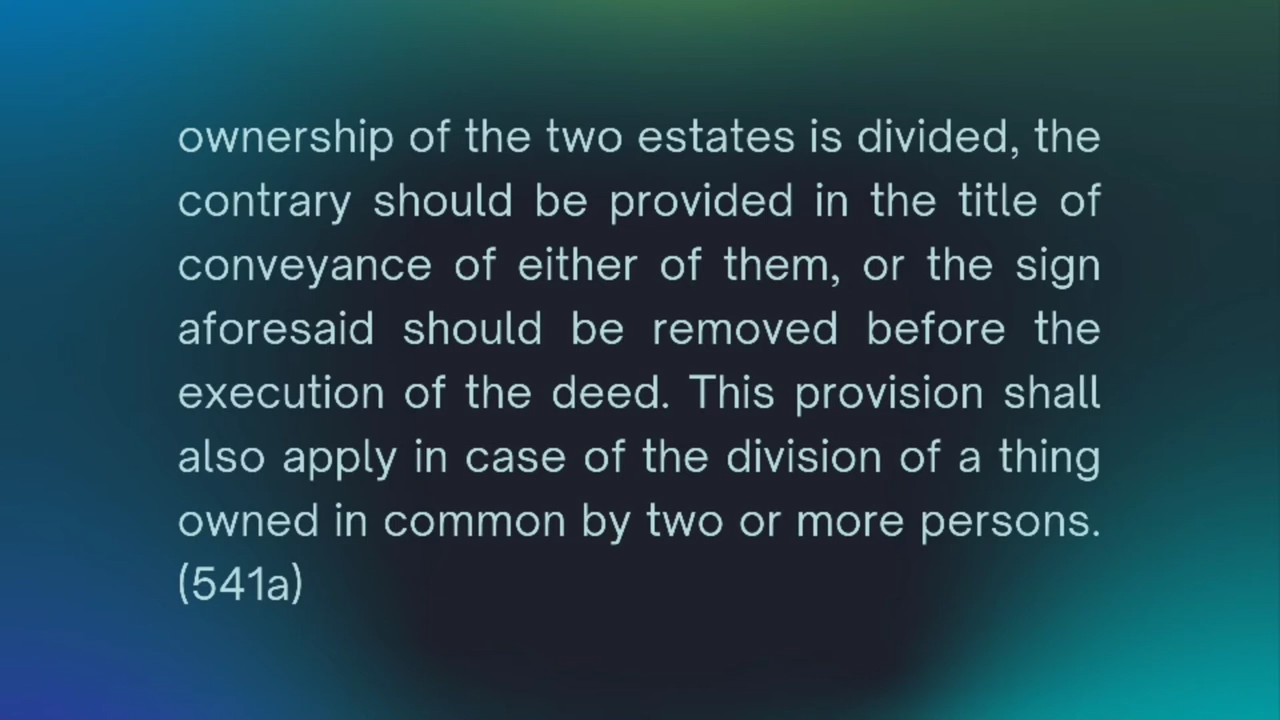 ownership of the two estates is divided, the
contrary should be provided in the title of
conveyance of either of them, or the sign
aforesaid should be removed before the
execution of the deed. This provision shall
also apply in case of the division of a thing
owned in common by two or more persons.
(541a)